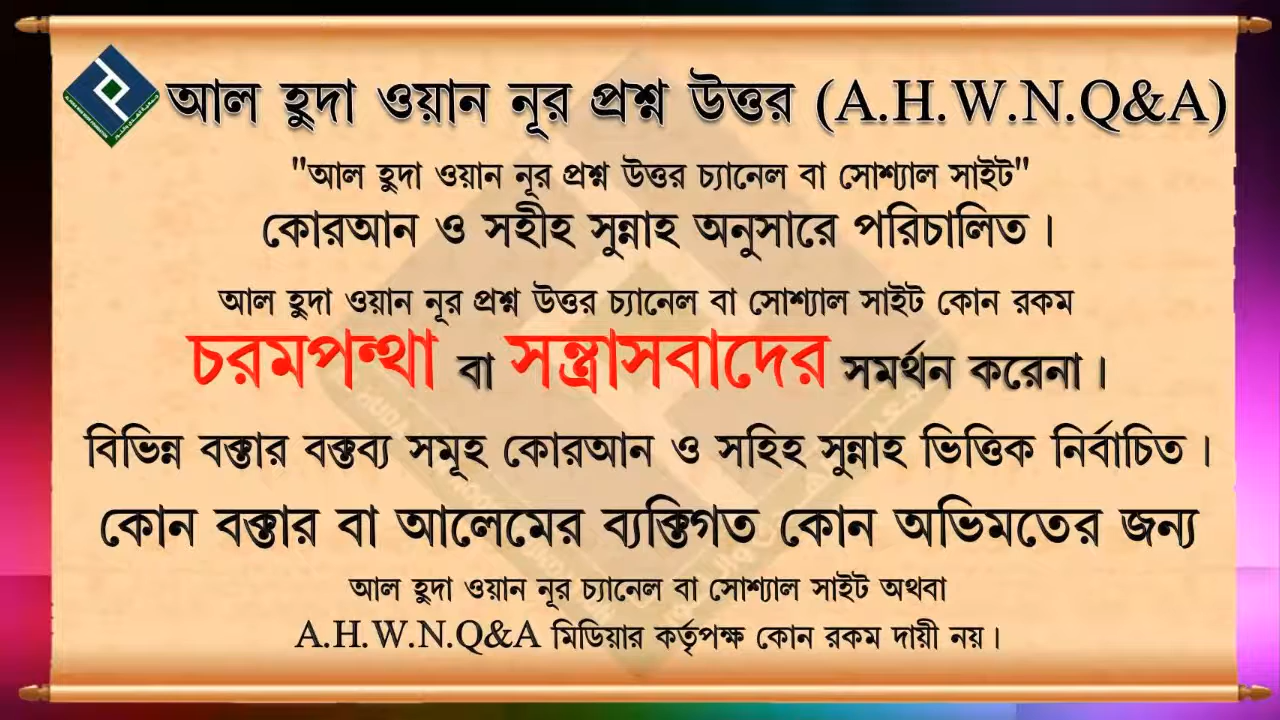 আল হুদা ওয়ান নূর প্রশ্ন উত্তর (A.H.W.N.Q&A)
"আল হুদা ওয়ান নূর প্রশ্ন উত্তর চ্যানেল বা সোশ্যাল সাইট"
কোরআন ও সহীহ সুন্নাহ অনুসারে পরিচালিত।
আল হুদা ওয়ান নূর প্রশ্ন উত্তর চ্যানেল বা সোশ্যাল সাইট কোন রকম
চরমপন্থা বা সন্ত্রাসবাদের সমর্থন করেনা।
বিভিন্ন বক্তার বক্তব্য সমূহ কোরআন ও সহিহ সুন্নাহ ভিত্তিক নির্বাচিত।
কোন বক্তার বা আলেমের ব্যক্তিগত কোন অভিমতের জন্য
আল হুদা ওয়ান নূর চ্যানেল বা সোশ্যাল সাইট অথবা
A.H.W.N.Q&A মিডিয়ার কর্তৃপক্ষ কোন রকম দায়ী নয়।